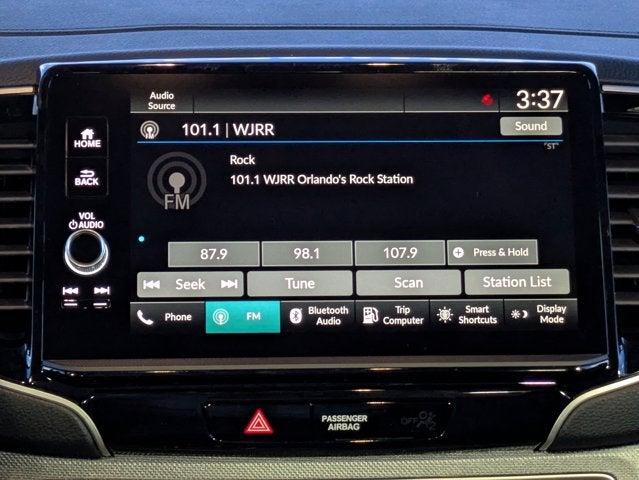 Audio
Source
3:37
101.1 | WJRR
Sound
"ST"
HOME
BACK
VOL
AUDIO
FM
Rock
101.1 WJRR Orlando's Rock Station
87.9
98.1
107.9
Press & Hold
Seek
Tune
Scan
Station List
Phone
FM
Bluetooth
Audio
Trip
Computer
Smart
Shortcuts
Display
Mode
PASSENGER
AIRBAG
OFF